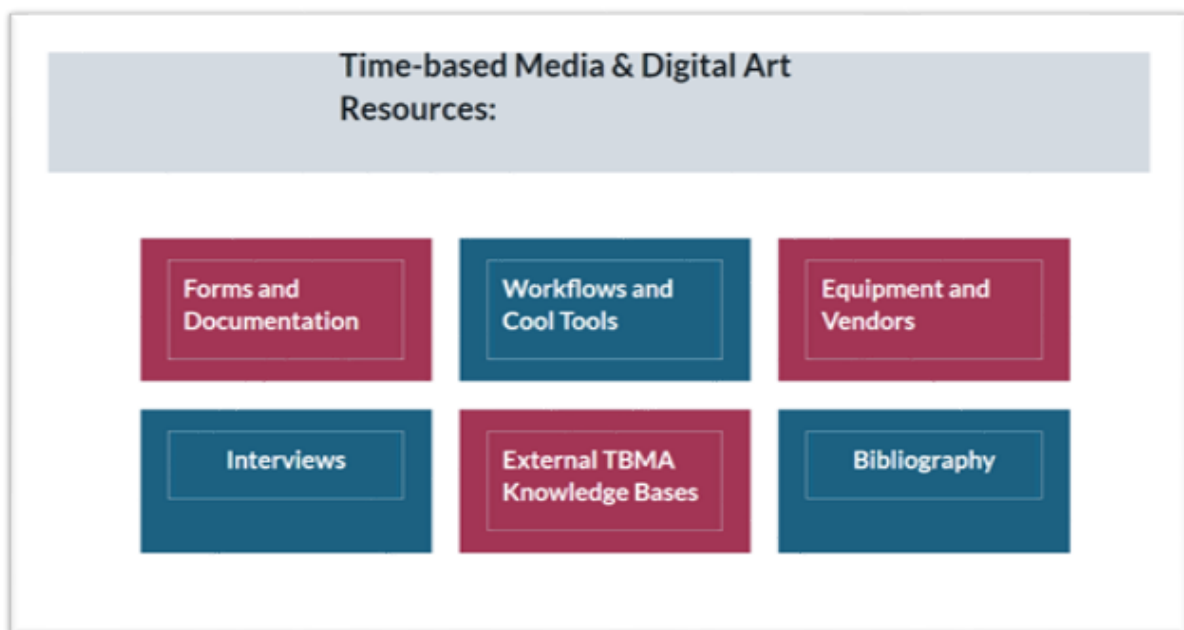 Time-based Media & Digital Art
Resources:
Forms and
Documentation
Workflows and
Cool Tools
Equipment and
Vendors
Interviews
External TBMA
Knowledge Bases
Bibliography